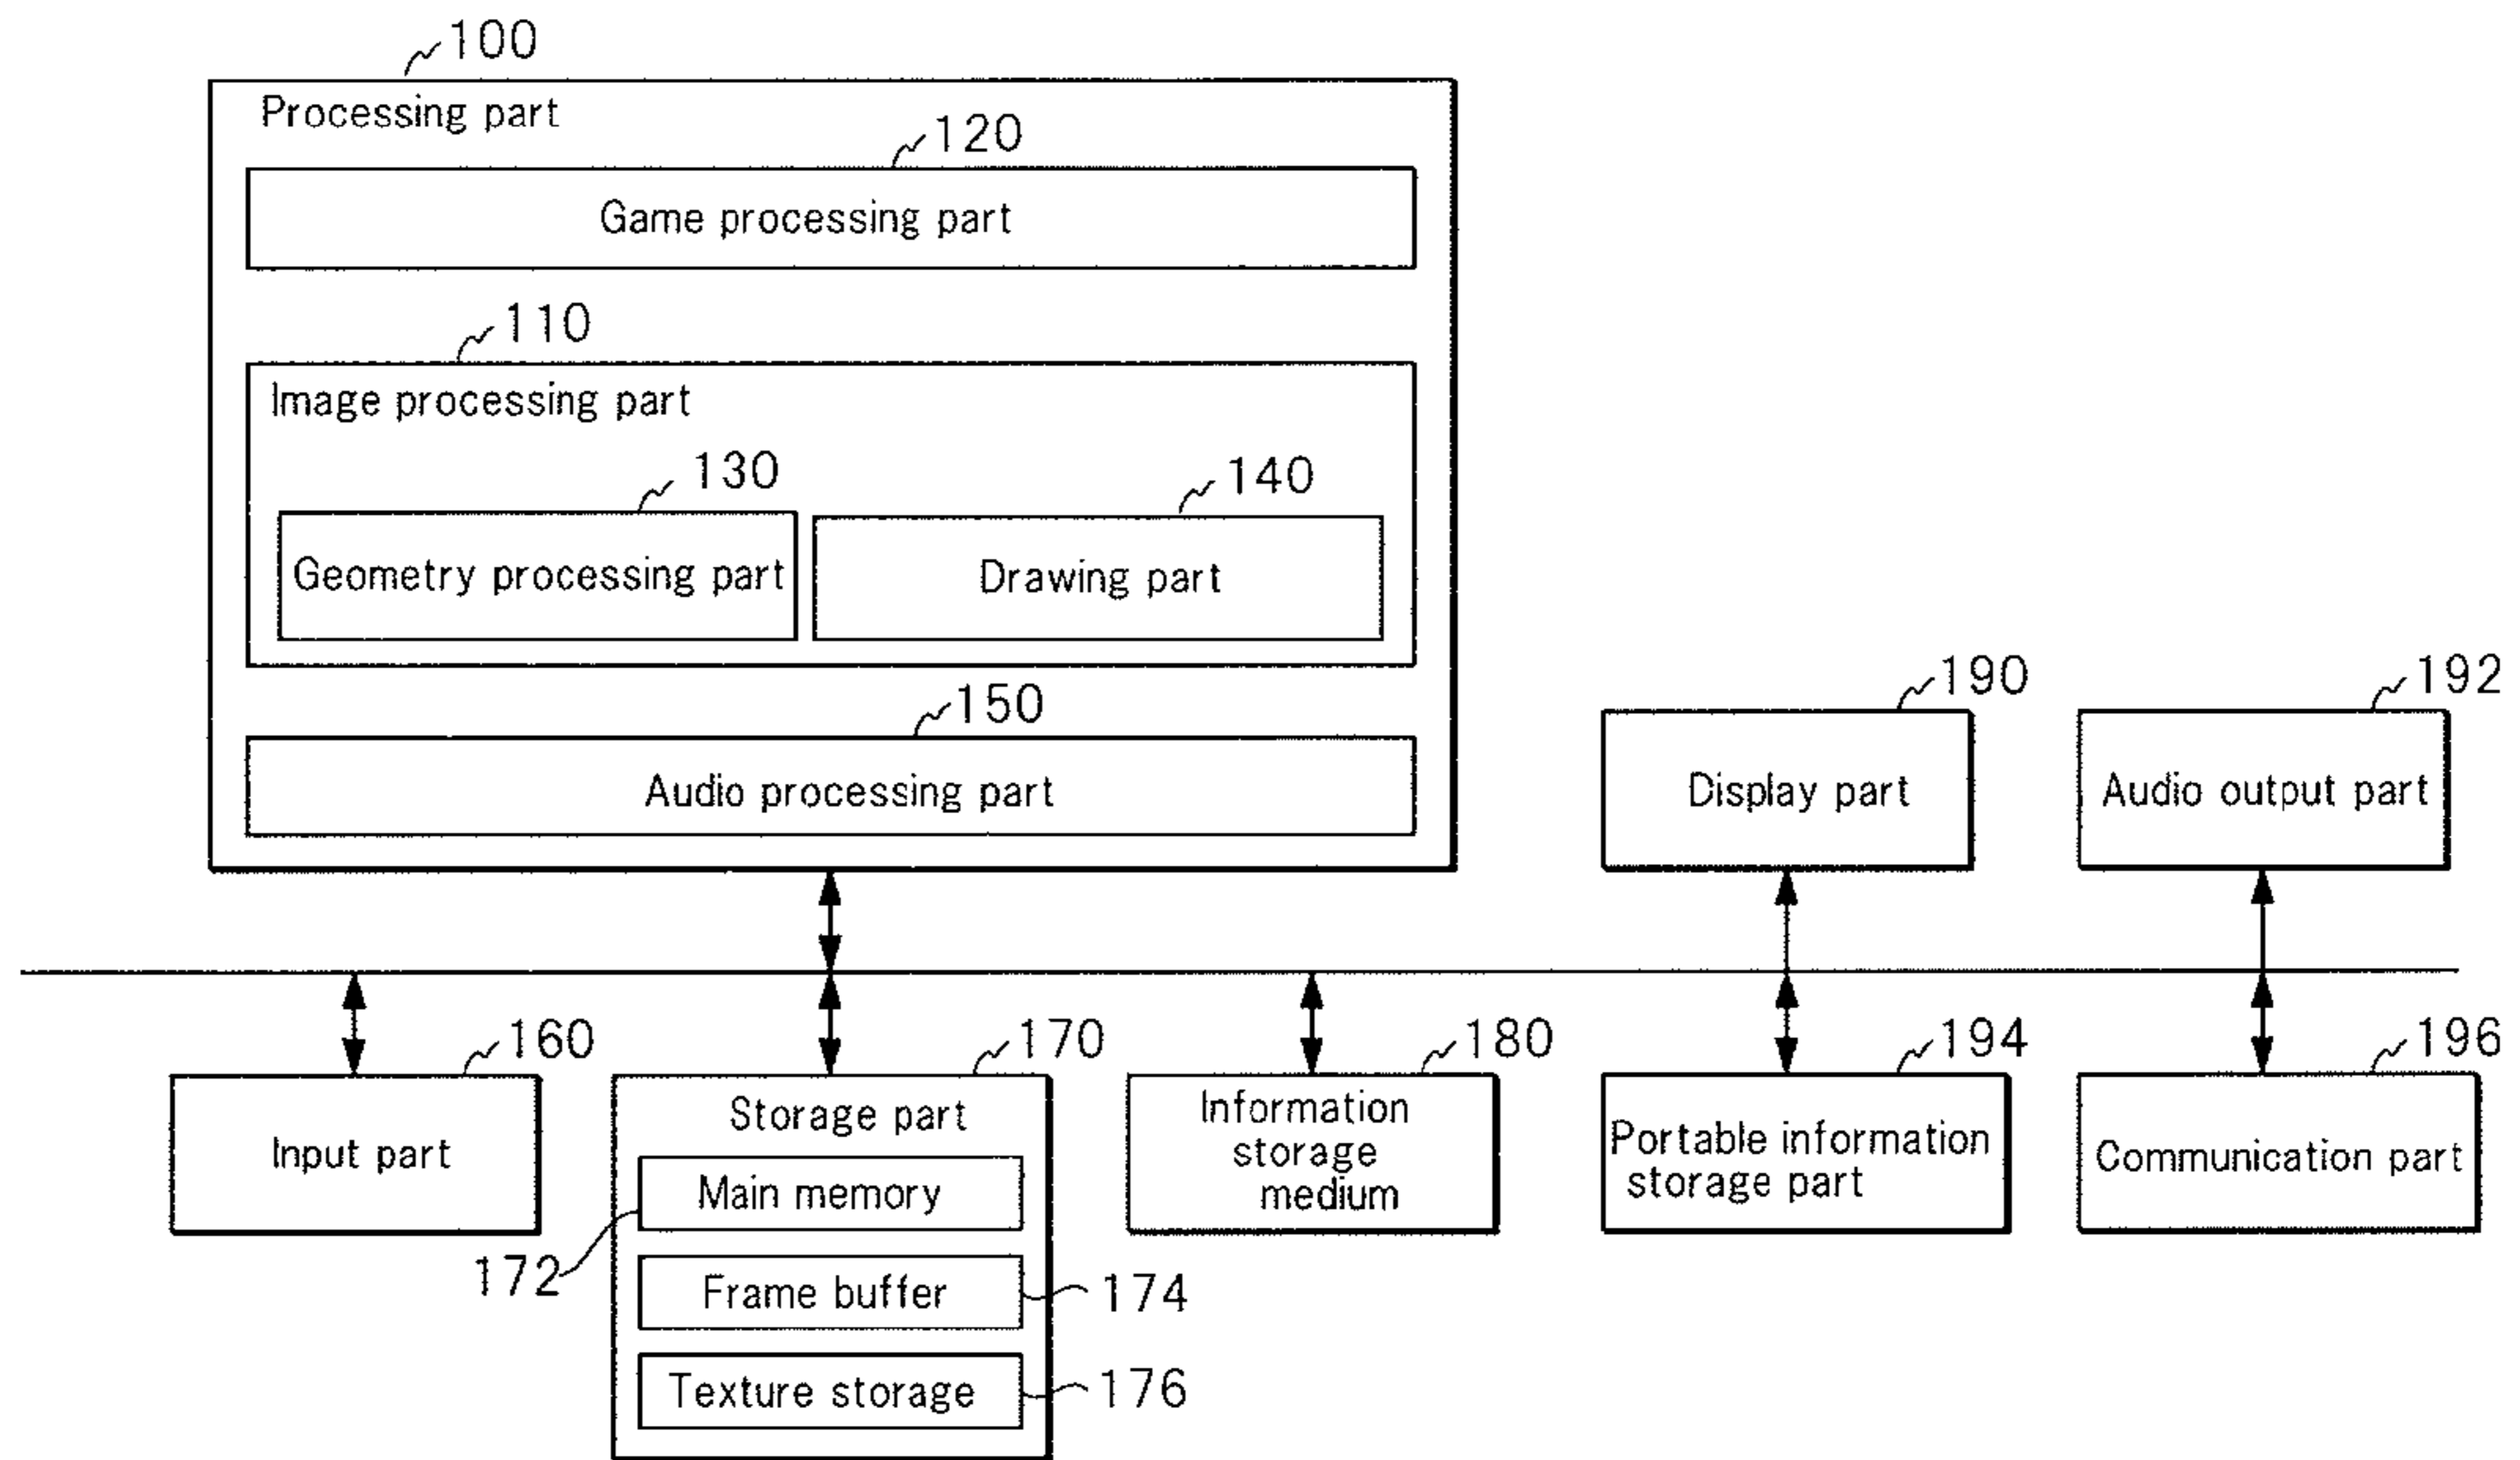 100
Processing part
120
Game processing part
110
Image processing part
130
140
Geometry processing part
Drawing part
150
Audio processing part
190
Display part
192
Audio output part
160
Input part
170
Storage part
Main memory
172
Frame buffer
174
Texture storage
176
180
Information
storage
medium
194
Portable information
storage part
196
Communication part